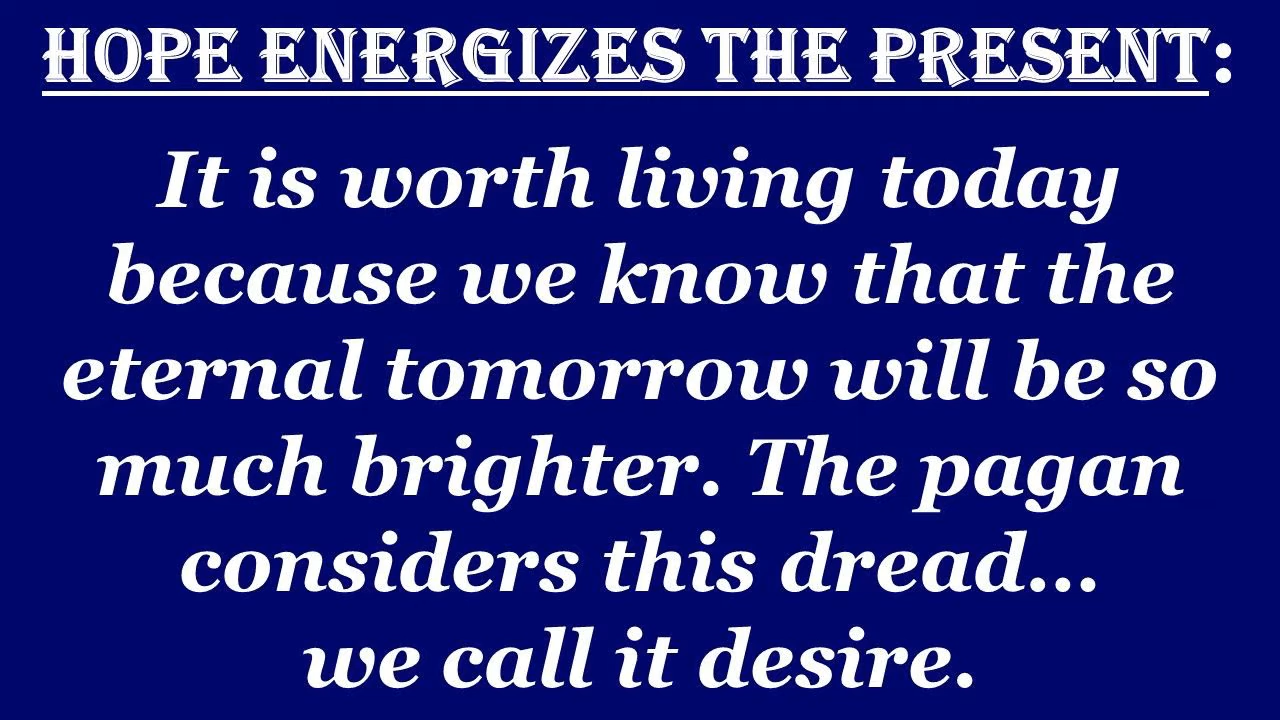 HOPE ENERGIZES THE PRESENT:
It is worth living today
because we know that the
eternal tomorrow will be so
much brighter. The pagan
considers this dread...
we call it desire.